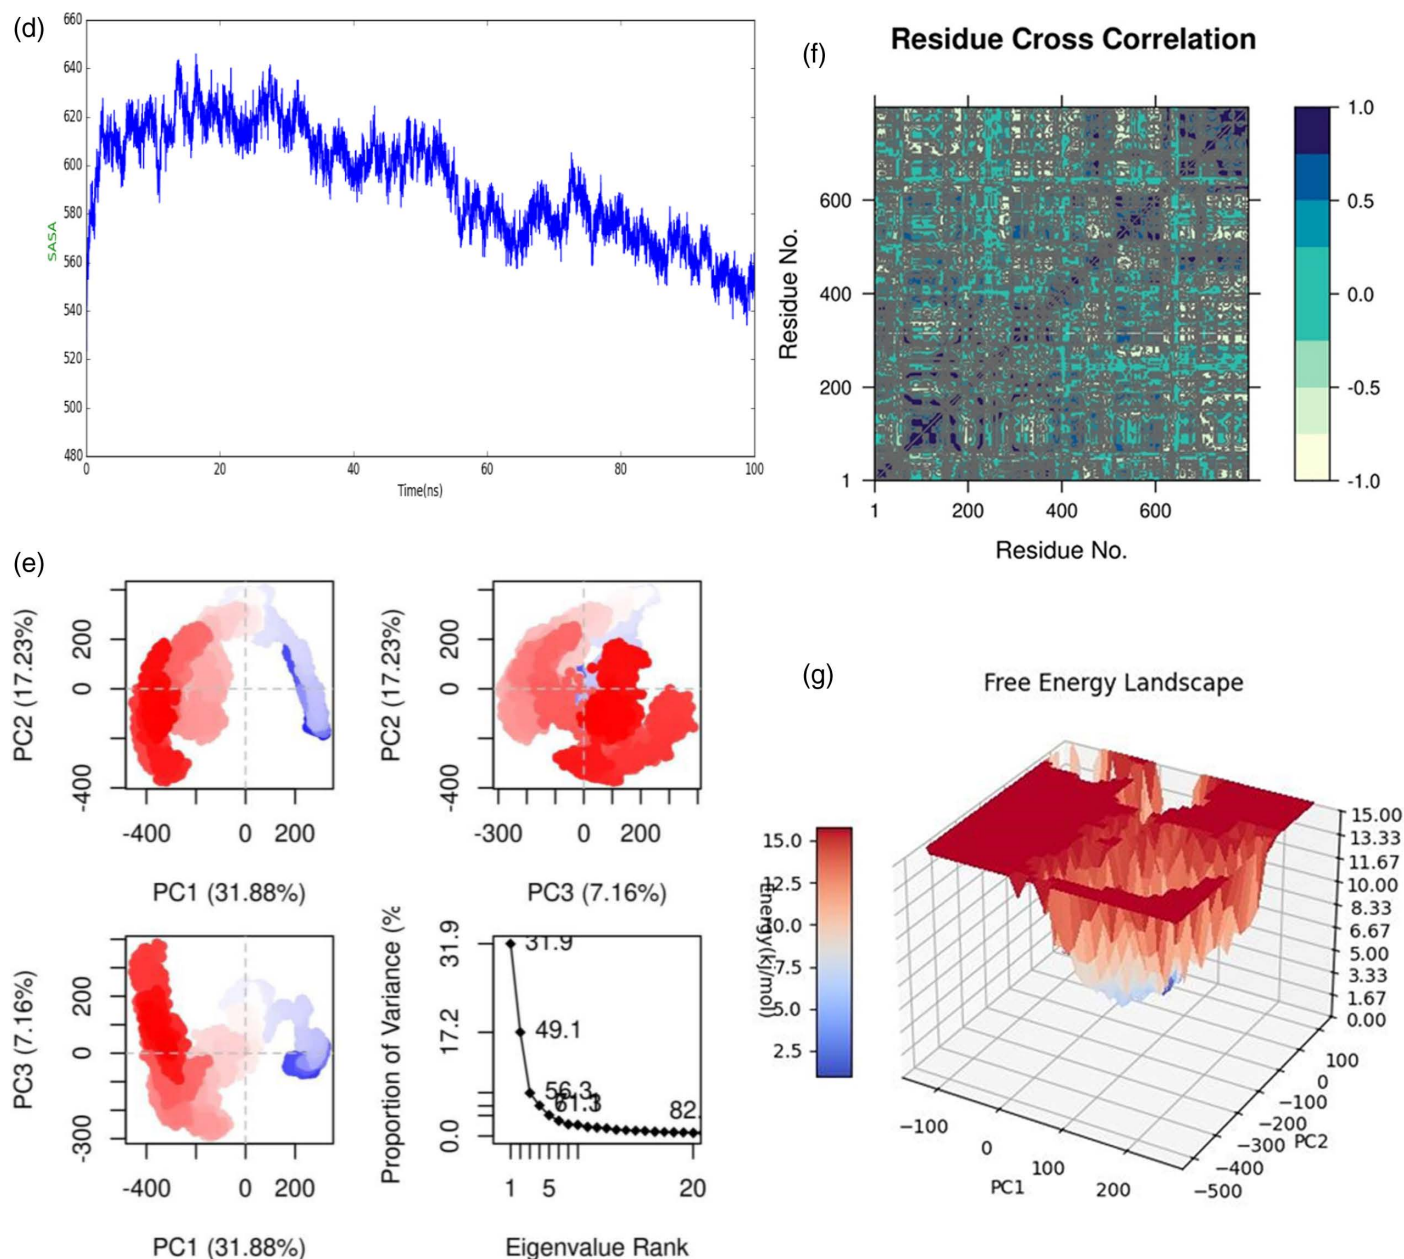 (d)
660
640
620
600
580
560
540
520
500
480
SASA
0 20 40 60 80 100
Time(ns)
(f)
Residue Cross Correlation
Residue No.
600
400
200
1
1 200 400 600
Residue No.
1.0
0.5
0.0
-0.5
-1.0
(e)
PC2 (17.23%)
200
0
-400
-400 0 200
PC1 (31.88%)
PC2 (17.23%)
200
0
-400
-300 0 200
PC3 (7.16%)
PC3 (7.16%)
200
0
-300
-400 0 200
PC1 (31.88%)
Proportion of Variance (%
31.9
17.2
0.0
31.9
49.1
56.3
61.3
82.
1 5 20
Eigenvalue Rank
(g)
Free Energy Landscape
15.0
12.5
10.0
7.5
5.0
2.5
Energy(kj/mol)
15.00
13.33
11.67
10.00
8.33
6.67
5.00
3.33
1.67
0.00
100
0
−100
−200
−300
−400
−500
PC2
−100
0
100
200
PC1